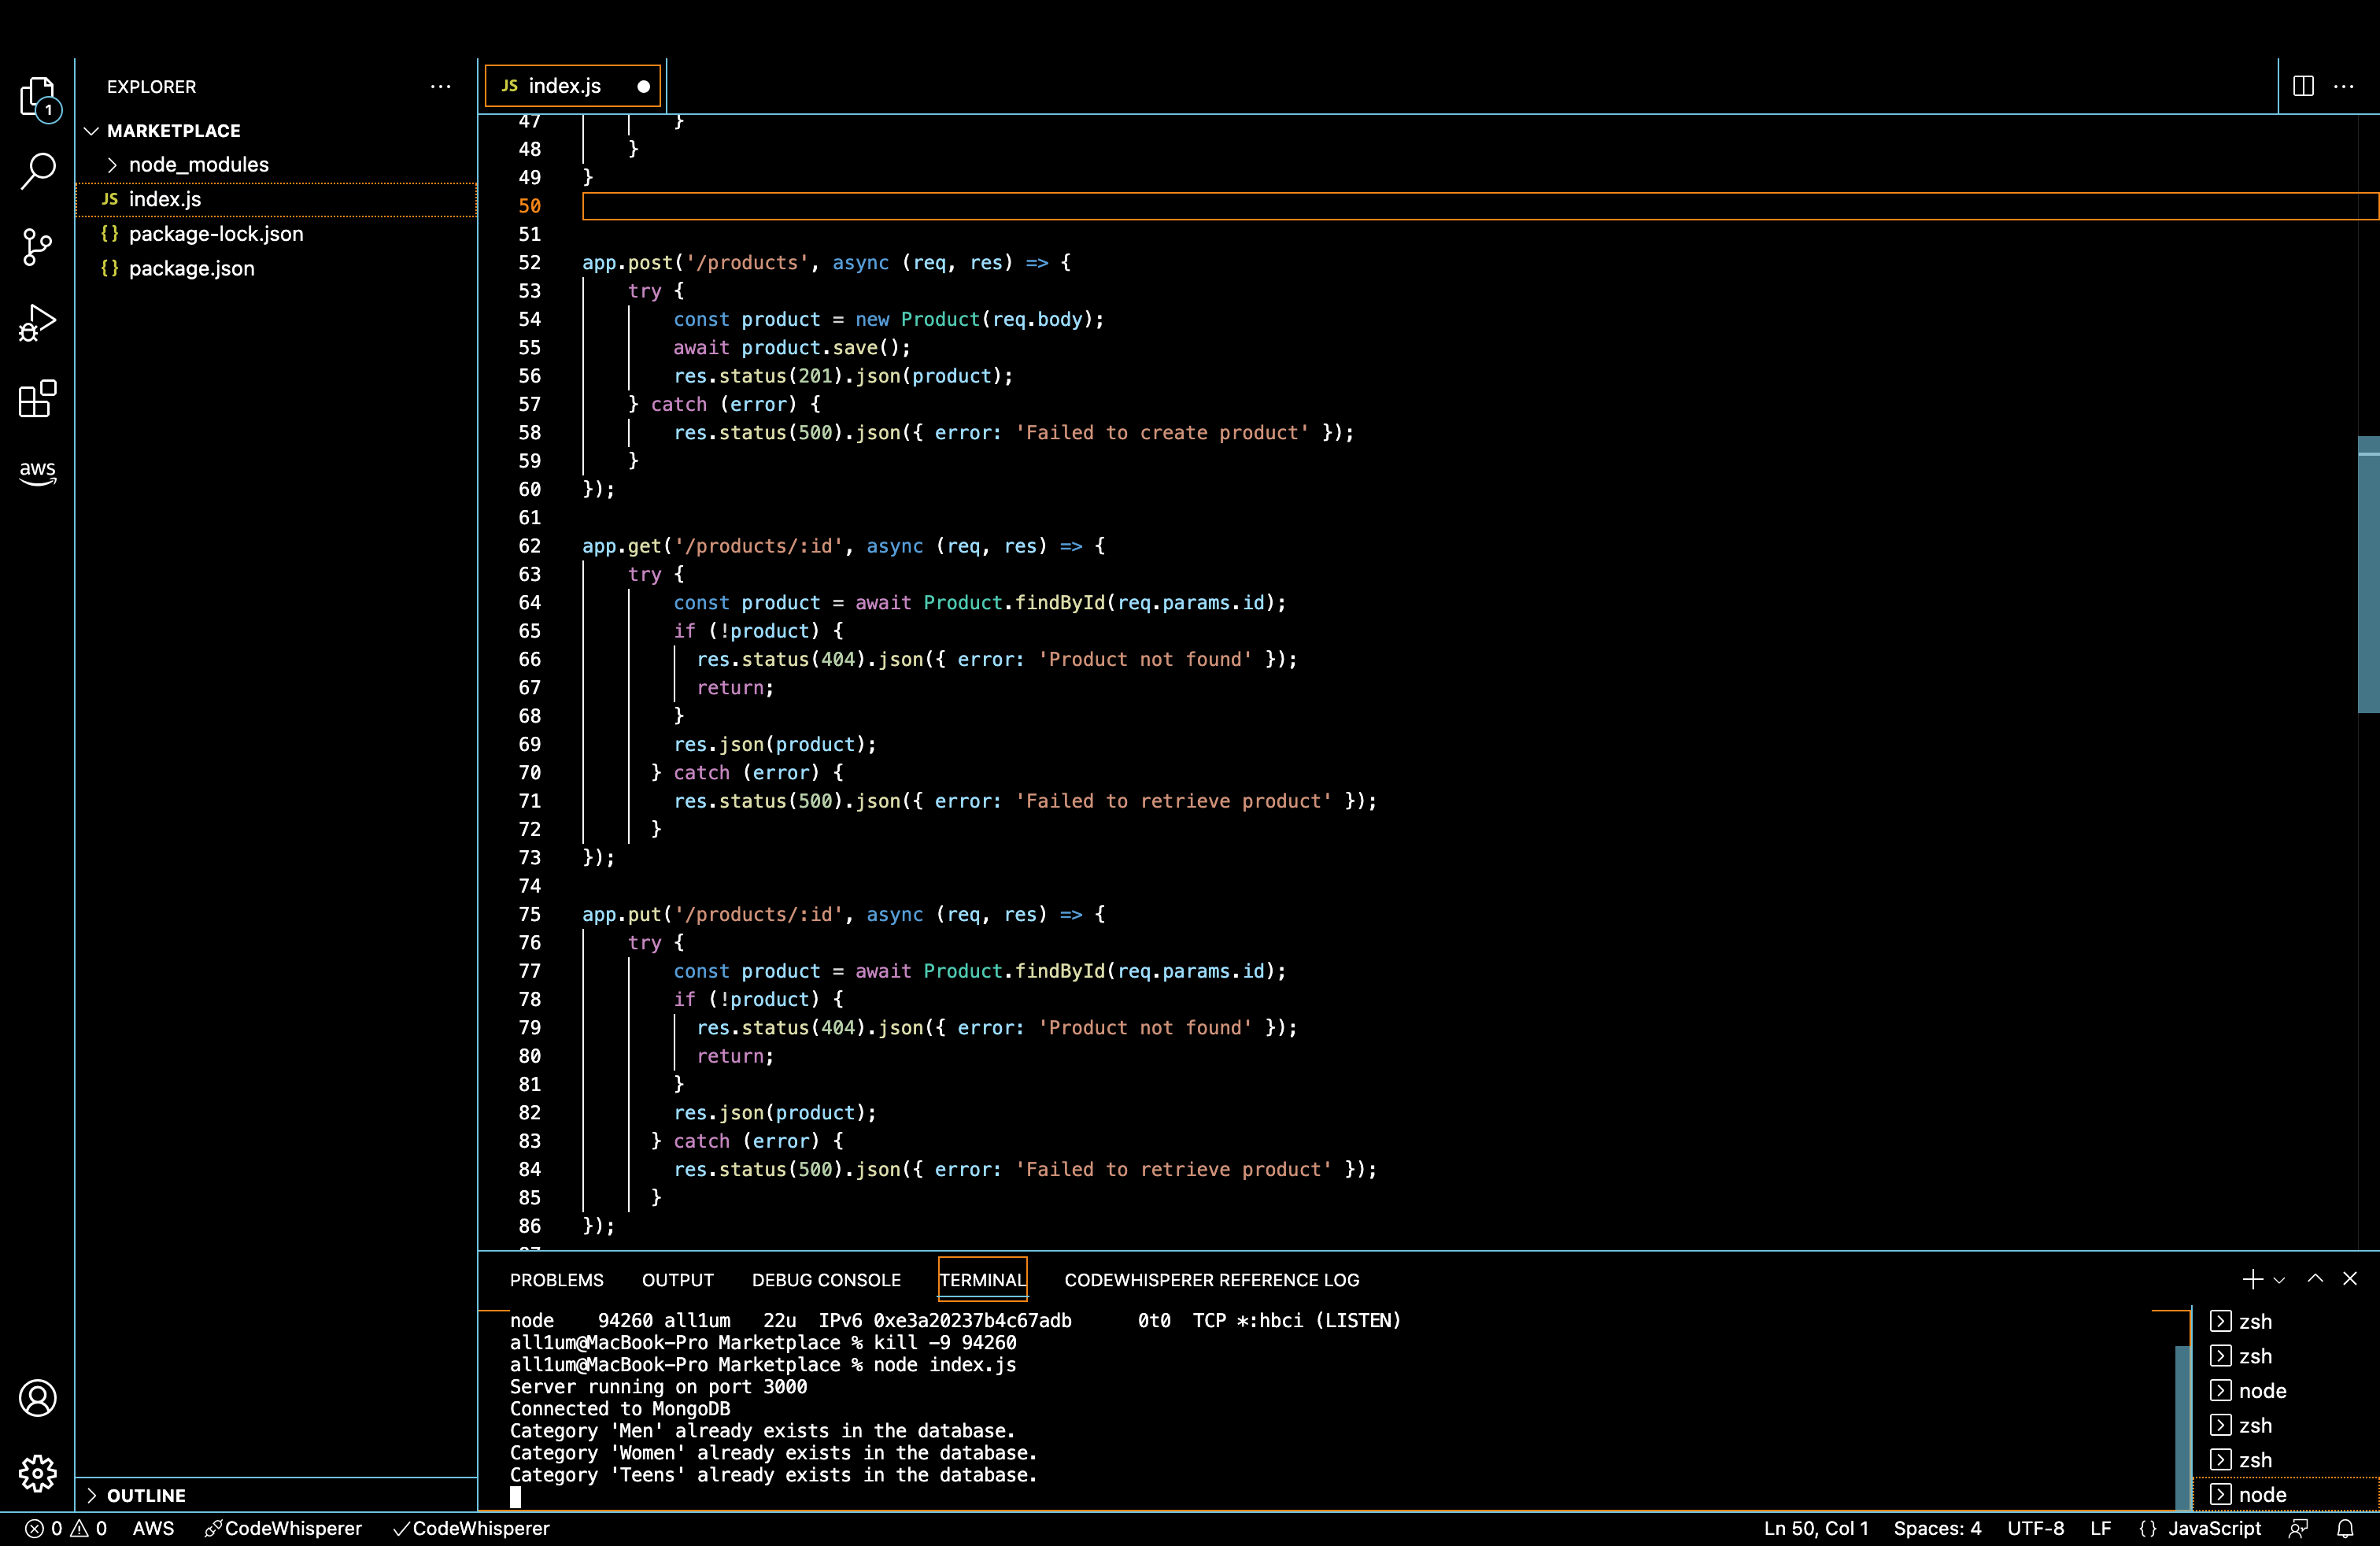 EXPLORER
1
MARKETPLACE
node_modules
JS index.js
{} package-lock.json
{} package.json
aws
OUTLINE
JS index.js
47 }
48 }
49 }
50
51
52 app.post('/products', async (req, res) => {
53 try {
54 const product = new Product(req.body);
55 await product.save();
56 res.status(201).json(product);
57 } catch (error) {
58 res.status(500).json({ error: 'Failed to create product' });
59 }
60 });
61
62 app.get('/products/:id', async (req, res) => {
63 try {
64 const product = await Product.findById(req.params.id);
65 if (!product) {
66 res.status(404).json({ error: 'Product not found' });
67 return;
68 }
69 res.json(product);
70 } catch (error) {
71 res.status(500).json({ error: 'Failed to retrieve product' });
72 }
73 });
74
75 app.put('/products/:id', async (req, res) => {
76 try {
77 const product = await Product.findById(req.params.id);
78 if (!product) {
79 res.status(404).json({ error: 'Product not found' });
80 return;
81 }
82 res.json(product);
83 } catch (error) {
84 res.status(500).json({ error: 'Failed to retrieve product' });
85 }
86 });
PROBLEMS OUTPUT DEBUG CONSOLE TERMINAL CODEWHISPERER REFERENCE LOG
node 94260 all1um 22u IPv6 0xe3a20237b4c67adb 0t0 TCP *:hbci (LISTEN)
all1um@MacBook-Pro Marketplace % kill -9 94260
all1um@MacBook-Pro Marketplace % node index.js
Server running on port 3000
Connected to MongoDB
Category 'Men' already exists in the database.
Category 'Women' already exists in the database.
Category 'Teens' already exists in the database.
zsh
zsh
node
zsh
zsh
node
0 0 AWS CodeWhisperer CodeWhisperer Ln 50, Col 1 Spaces: 4 UTF-8 LF {} JavaScript